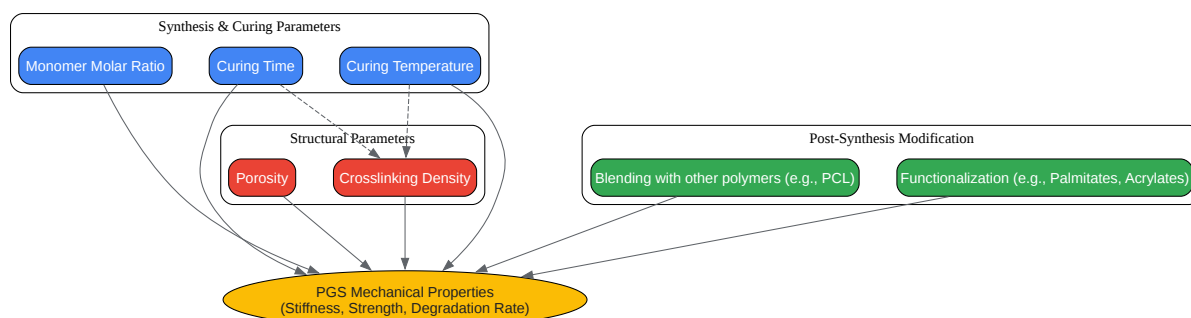 Synthesis & Curing Parameters
Monomer Molar Ratio
Curing Time
Curing Temperature
Structural Parameters
Porosity
Crosslinking Density
Post-Synthesis Modification
Blending with other polymers (e.g., PCL)
Functionalization (e.g., Palmitates, Acrylates)
PGS Mechanical Properties
(Stiffness, Strength, Degradation Rate)